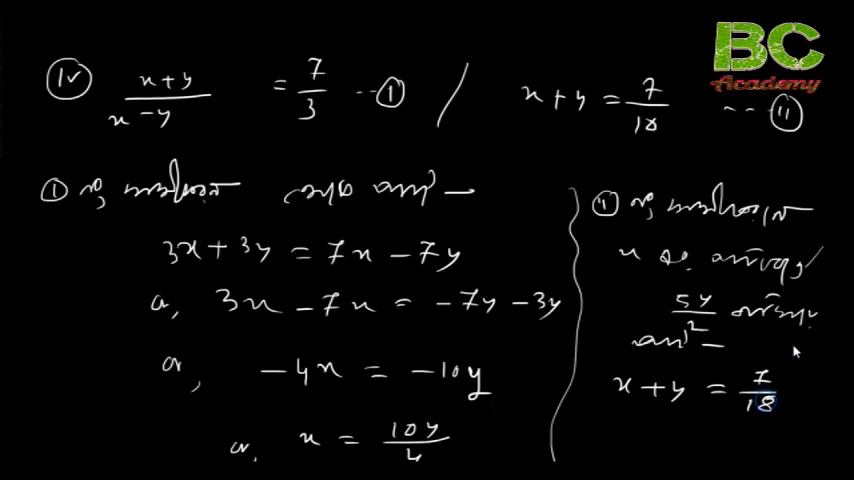 BC
Academy
(iv) (x+y)/(x-y) = 7/3 --- (i) / x+y = 7/18 --- (ii)
(i) নং সমীকরণ
3x+3y = 7x-7y
বা, 3x-7x = -7y-3y
বা, -4x = -10y
বা, x = 10y/4
(ii) নং সমীকরণে
x এর
5y/2
x+y = 7/18